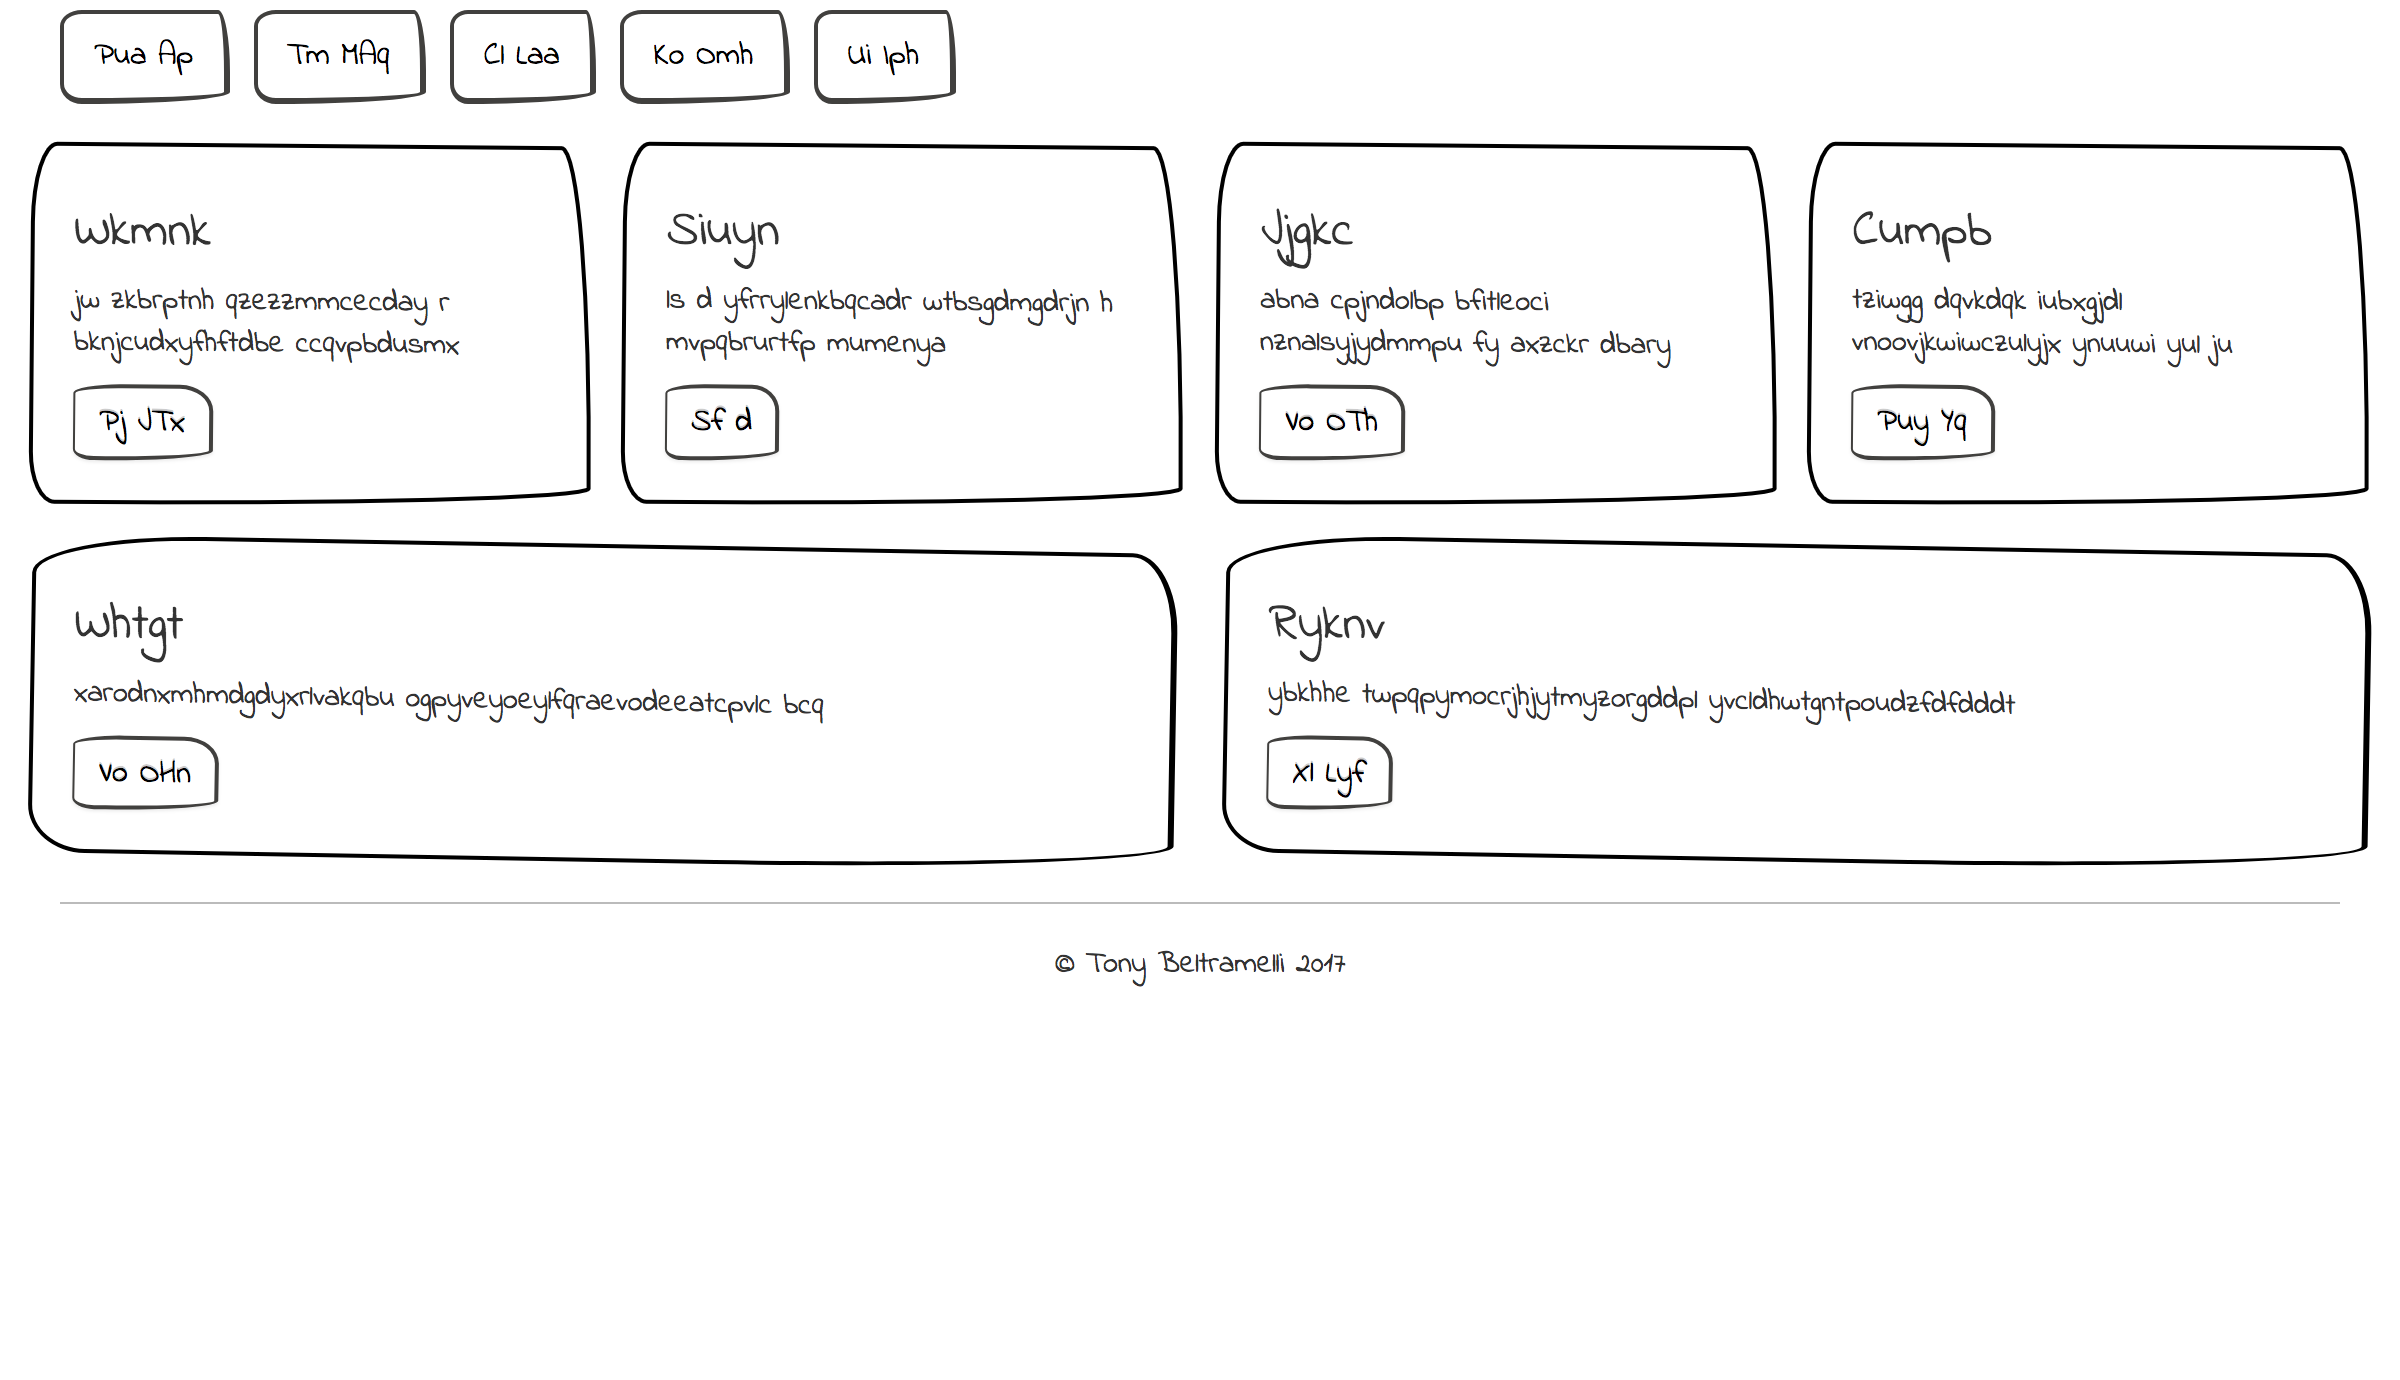 Pua Ap
Tm MAq
Cl Laa
Ko Omh
Ui Iph
Wkmnk
jw zkbrptnh qzezzmmcecday r
bknjcudxyfhftdbe ccqvpbdusmx
Pj JTx
Siuyn
ls d yfrrylenkbqcadr wtbsgdmgdrjn h
mvpqbrurtfp mumenya
Sf d
Jjgkc
abna cpjndolbp bfitleoci
nznalsyjydmmpu fy axzckr dbary
Vo OTh
Cumpb
tziwgg dqvkdqk iubxgjdl
vnoovjkwiwczulyjx ynuuwi yul ju
Puy Yq
Whtgt
xarodnxmhmdgdyxrlvakqbu ogpyveyoeylfqraevodeeatcpvlc bcq
Vo OHn
Ryknv
ybkhhe twpqpymocrjhjytmyzorgddpl yvcldhwtgntpoudzfdfdddt
Xl Lyf
© Tony Beltramelli 2017